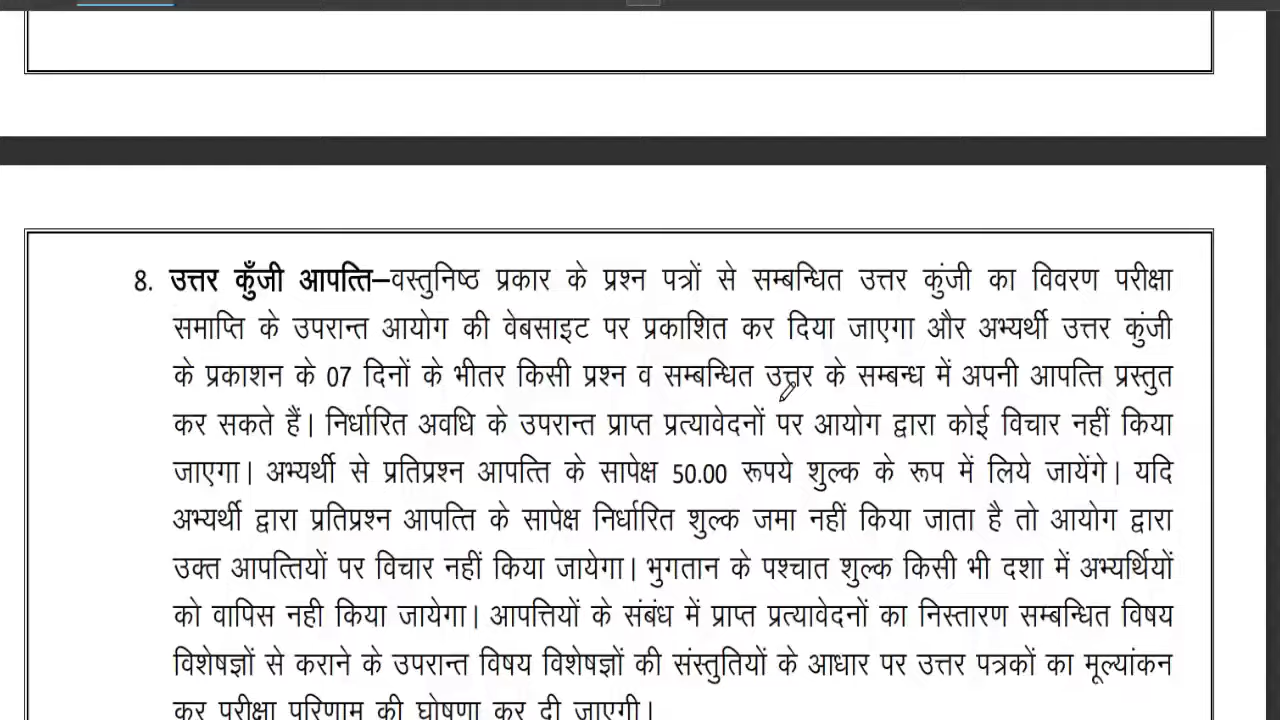 8. उत्तर कुँजी आपत्ति–वस्तुनिष्ठ प्रकार के प्रश्न पत्रों से सम्बन्धित उत्तर कुंजी का विवरण परीक्षा
समाप्ति के उपरान्त आयोग की वेबसाइट पर प्रकाशित कर दिया जाएगा और अभ्यर्थी उत्तर कुंजी
के प्रकाशन के 07 दिनों के भीतर किसी प्रश्न व सम्बन्धित उत्तर के सम्बन्ध में अपनी आपत्ति प्रस्तुत
कर सकते हैं। निर्धारित अवधि के उपरान्त प्राप्त प्रत्यावेदनों पर आयोग द्वारा कोई विचार नहीं किया
जाएगा। अभ्यर्थी से प्रतिप्रश्न आपत्ति के सापेक्ष 50.00 रूपये शुल्क के रूप में लिये जायेंगे। यदि
अभ्यर्थी द्वारा प्रतिप्रश्न आपत्ति के सापेक्ष निर्धारित शुल्क जमा नहीं किया जाता है तो आयोग द्वारा
उक्त आपत्तियों पर विचार नहीं किया जायेगा। भुगतान के पश्चात शुल्क किसी भी दशा में अभ्यर्थियों
को वापिस नही किया जायेगा। आपत्तियों के संबंध में प्राप्त प्रत्यावेदनों का निस्तारण सम्बन्धित विषय
विशेषज्ञों से कराने के उपरान्त विषय विशेषज्ञों की संस्तुतियों के आधार पर उत्तर पत्रकों का मूल्यांकन
कर परीक्षा परिणाम की घोषणा कर दी जाएगी।